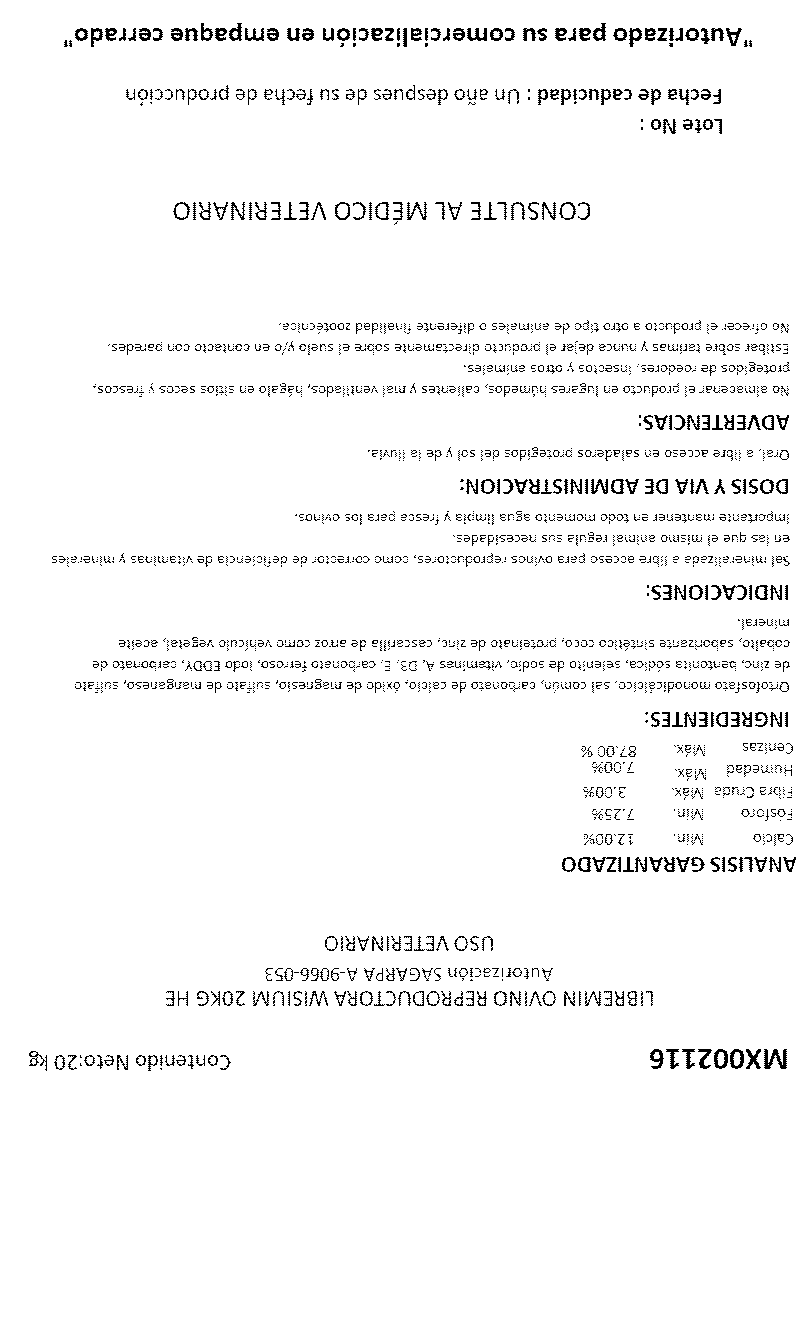 MX002116 Contenido Neto:20 kg
LIBREMIN OVINO REPRODUCTORA WISIUM 20KG HE
Autorización SAGARPA A-9066-053
USO VETERINARIO
ANALISIS GARANTIZADO
Calcio Min. 12.00%
Fósforo Min. 7.25%
Fibra Cruda Máx. 3.00%
Humedad Máx. 7.00%
Cenizas Máx. 87.00 %
INGREDIENTES:
Ortofosfato monodicálcico, sal común, carbonato de calcio, óxido de magnesio, sulfato de manganeso, sulfato
de zinc, bentonita sódica, selenito de sodio, vitaminas A, D3, E, carbonato ferroso, Iodo EDDY, carbonato de
cobalto, saborizante sintético coco, proteinato de zinc, cascarilla de arroz como vehículo vegetal, aceite
mineral.
INDICACIONES:
Sal mineralizada a libre acceso para ovinos reproductores, como corrector de deficiencia de vitaminas y minerales
en las que el mismo animal regula sus necesidades.
Importante mantener en todo momento agua limpia y fresca para los ovinos.
DOSIS Y VIA DE ADMINISTRACION:
Oral, a libre acceso en saladeros protegidos del sol y de la lluvia.
ADVERTENCIAS:
No almacenar el producto en lugares húmedos, calientes y mal ventilados, hágalo en sitios secos y frescos,
protegidos de roedores, insectos y otros animales.
Estibar sobre tarimas y nunca dejar el producto directamente sobre el suelo y/o en contacto con paredes.
No ofrecer el producto a otro tipo de animales o diferente finalidad zootécnica.
CONSULTE AL MÉDICO VETERINARIO
Lote No :
Fecha de caducidad : Un año despues de su fecha de producción
"Autorizado para su comercialización en empaque cerrado"